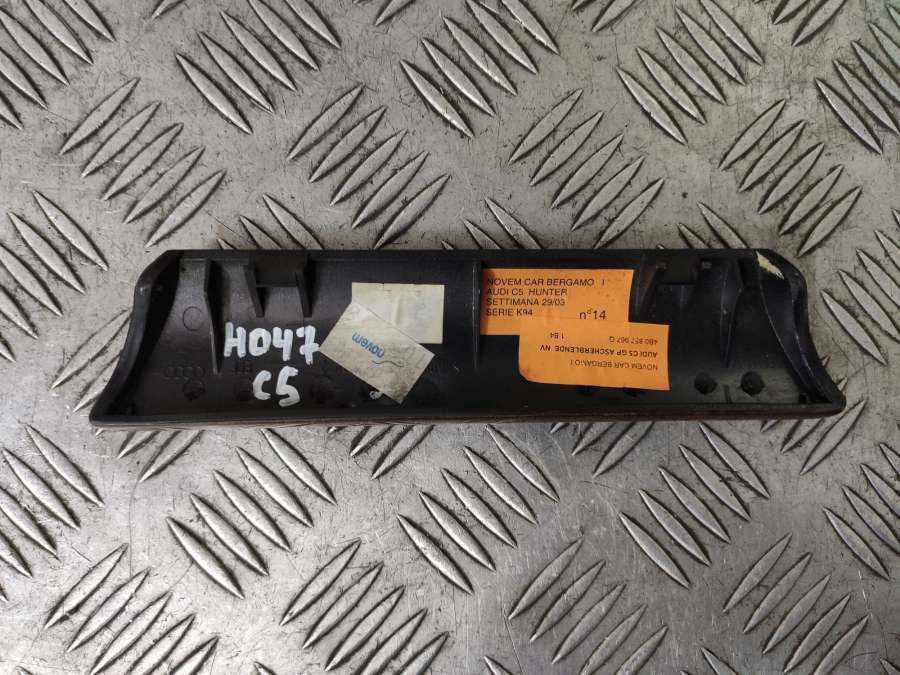 NOVEM CAR BERGAMO I
AUDI C5 HUNTER
SETTIMANA 29/03
SERIE K94 n°14
NOVEM CAR BERGAMO I
AUDI C5 GP ASCHERBLENDE NV
4B0 857 967 G
1 B4
novem
H047
C5